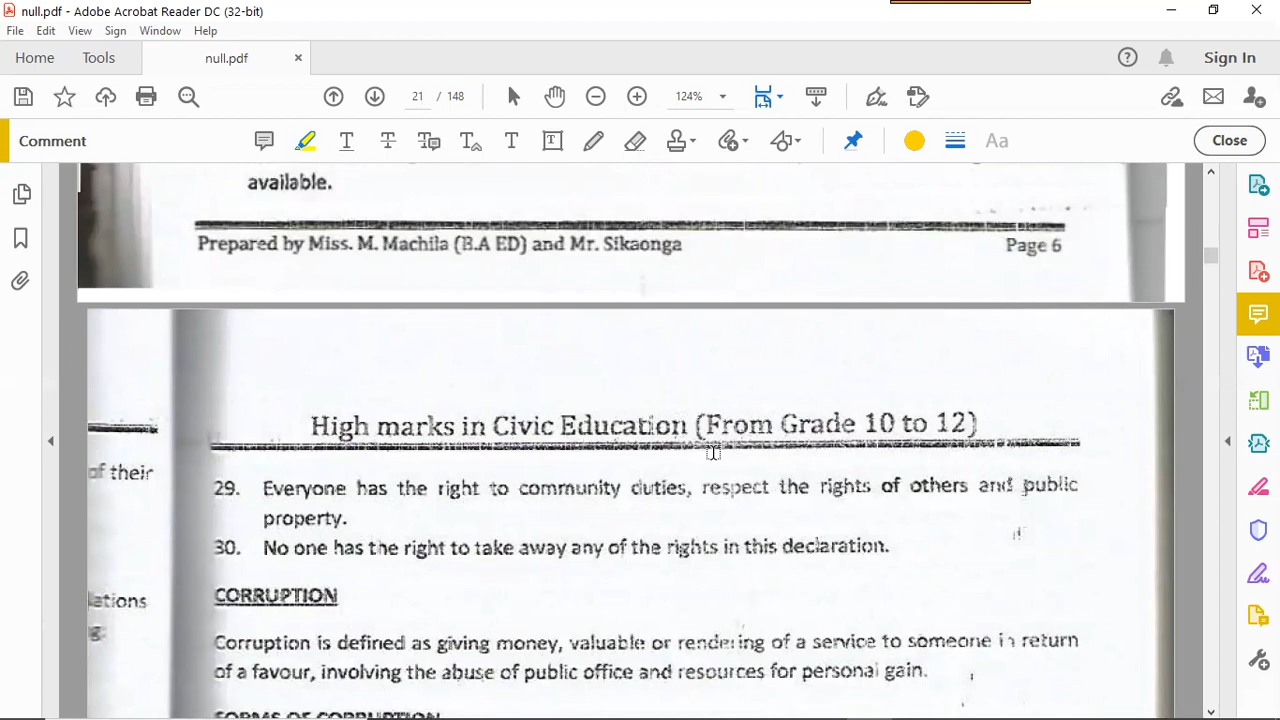 null.pdf - Adobe Acrobat Reader DC (32-bit)
File Edit View Sign Window Help
Home Tools null.pdf × Sign In
21 / 148 124%
Comment Aa Close
available.
Prepared by Miss. M. Machila (B.A ED) and Mr. Sikaonga Page 6
High marks in Civic Education (From Grade 10 to 12)
of their
29. Everyone has the right to community duties, respect the rights of others and public
property.
30. No one has the right to take away any of the rights in this declaration.
CORRUPTION
Corruption is defined as giving money, valuable or rendering of a service to someone in return
of a favour, involving the abuse of public office and resources for personal gain.
FORMS OF CORRUPTION